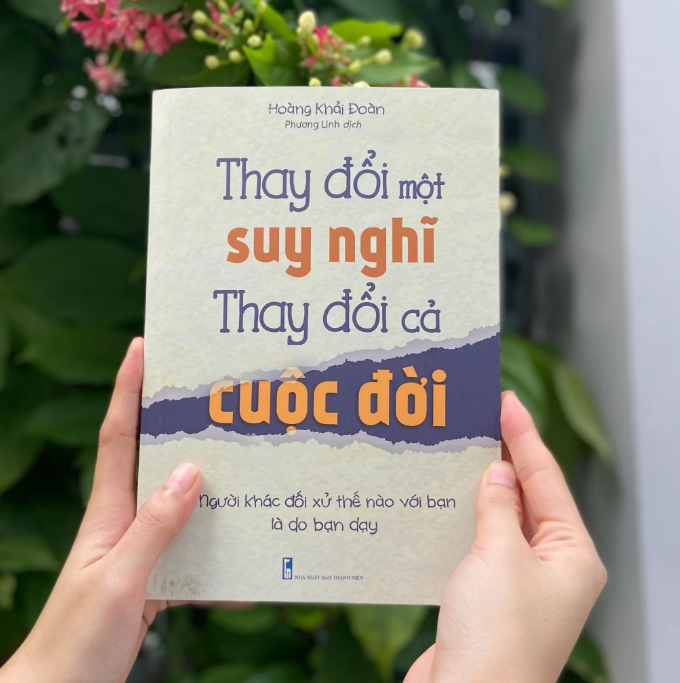 Hoàng Khải Đoàn
Phương Linh dịch
Thay đổi một
suy nghĩ
Thay đổi cả
cuộc đời
Người khác đối xử thế nào với bạn
là do bạn dạy
NHÀ XUẤT BẢN THANH NIÊN